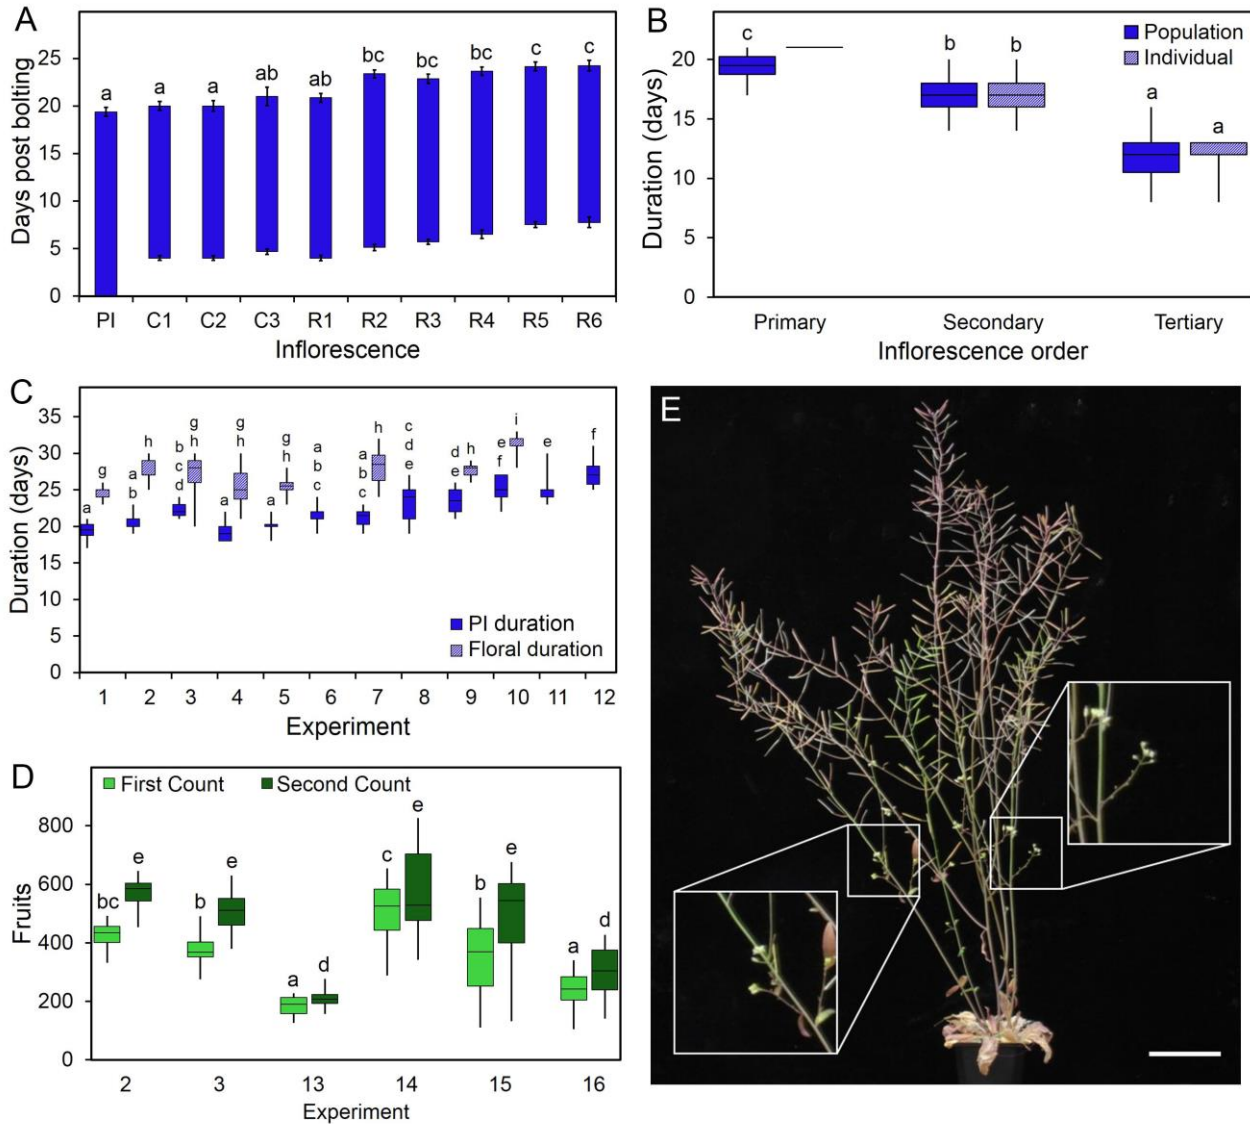 A
Days post bolting
25
20
15
10
5
0
a a a ab ab bc bc bc c c
PI C1 C2 C3 R1 R2 R3 R4 R5 R6
Inflorescence
B
Population
Individual
Duration (days)
20
15
10
5
0
c
b b
a a
Primary Secondary Tertiary
Inflorescence order
C
Duration (days)
35
30
25
20
15
10
5
0
a g
a b h
b c d g h
a g h
a g h
a b c
a b c h
c d e
d e h
e f i
e
f
PI duration
Floral duration
1 2 3 4 5 6 7 8 9 10 11 12
Experiment
D
First Count
Second Count
Fruits
800
600
400
200
0
bc e b e a d c e b e a d
2 3 13 14 15 16
Experiment
E